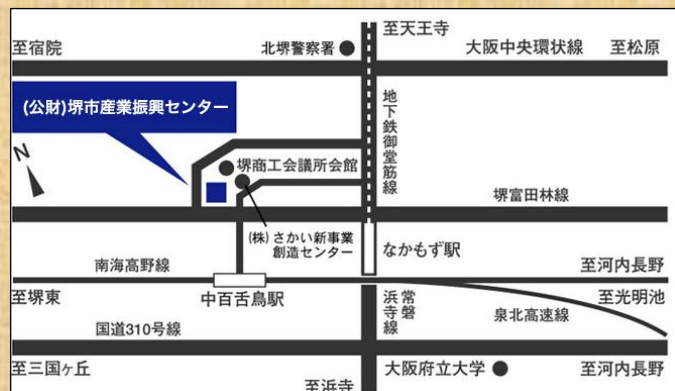 至天王寺
至宿院
北堺警察署
大阪中央環状線
至松原
(公財)堺市産業振興センター
地下鉄御堂筋線
N
堺商工会議所会館
堺富田林線
(株)さかい新事業
創造センター
なかもず駅
南海高野線
至河内長野
至堺東
中百舌鳥駅
常磐
浜寺線
至光明池
泉北高速線
国道310号線
至三国ヶ丘
大阪府立大学
至河内長野
至浜寺